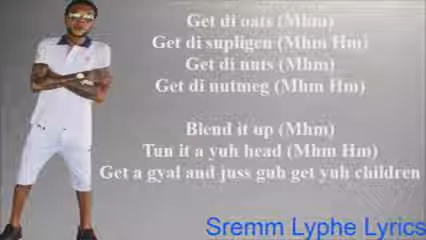 Get di oats (Mhm)
Get di supligen (Mhm Hm)
Get di nuts (Mhm)
Get di nutmeg (Mhm Hm)
Blend it up (Mhm)
Tun it a yuh head (Mhm Hm)
Get a gyal and juss guh get yuh children
Sremm Lyphe Lyrics